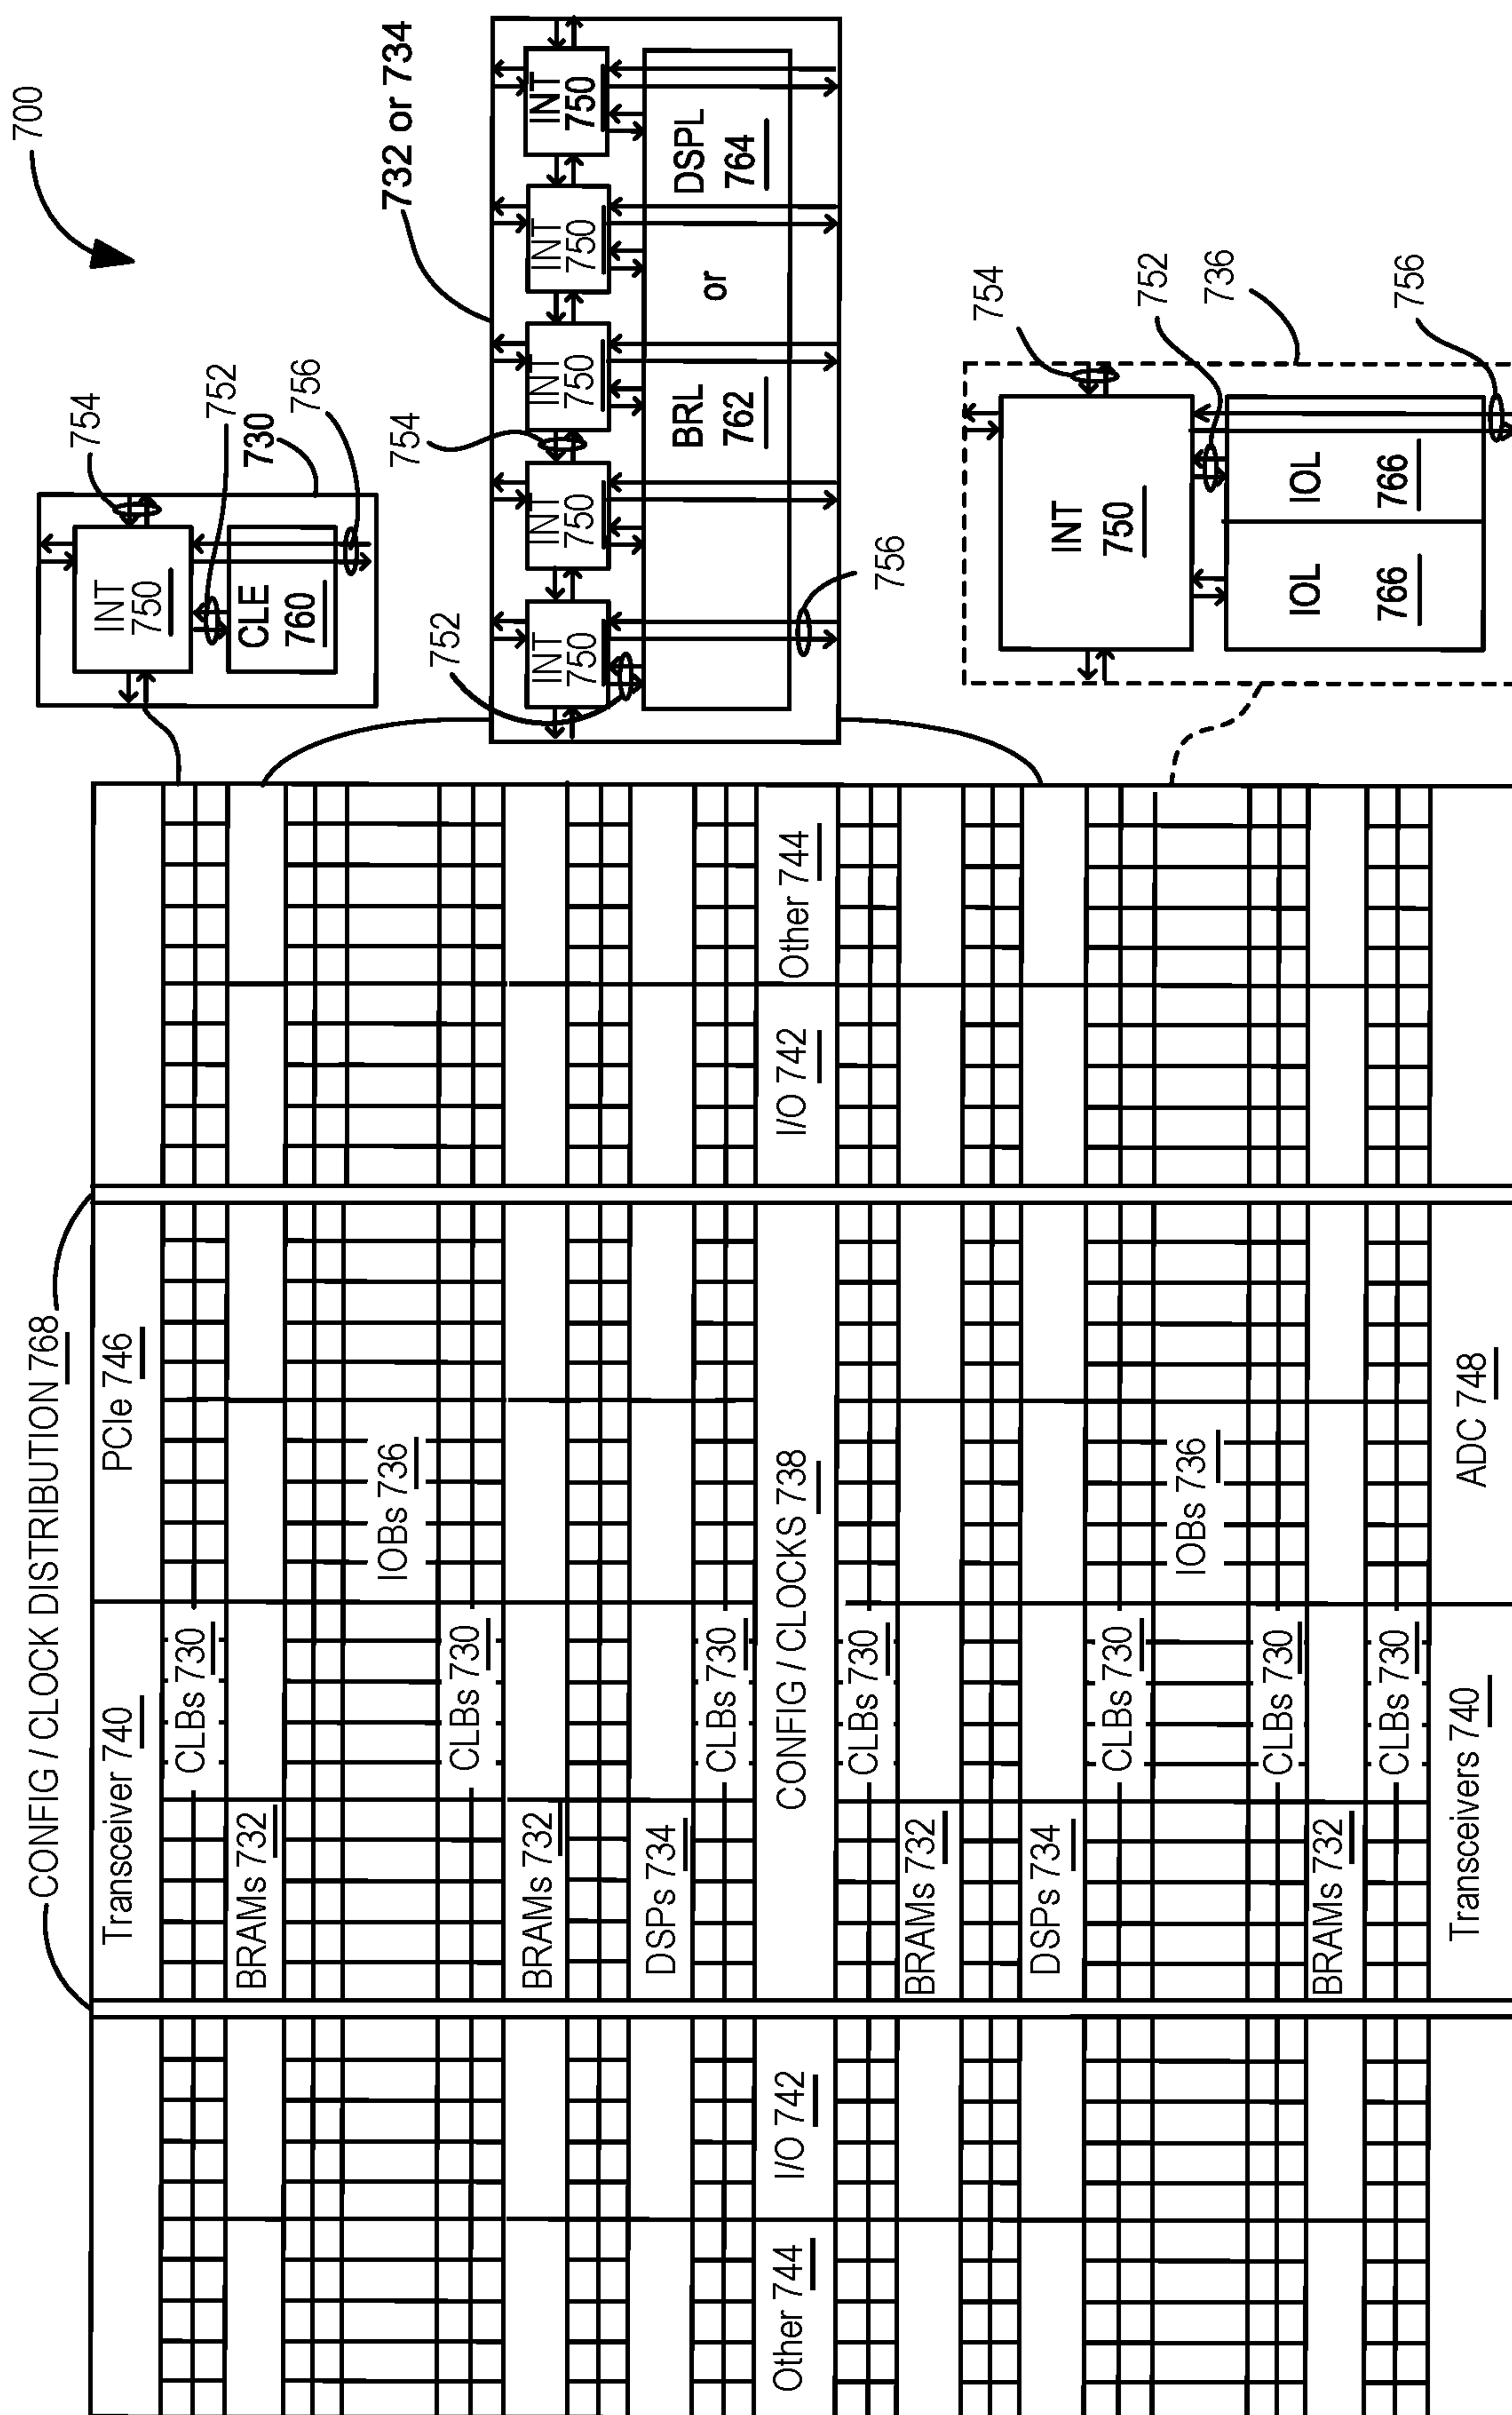 700
CONFIG / CLOCK DISTRIBUTION 768
Transceiver 740
PCIe 746
CLBs 730
BRAMs 732
IOBs 736
CLBs 730
BRAMs 732
DSPs 734
CLBs 730
Other 744
I/O 742
CONFIG / CLOCKS 738
I/O 742
Other 744
CLBs 730
BRAMs 732
DSPs 734
CLBs 730
IOBs 736
CLBs 730
BRAMs 732
CLBs 730
Transceivers 740
ADC 748
754
752
730
756
INT
750
CLE
760
732 or 734
754
752
756
INT
750
INT
750
INT
750
INT
750
INT
750
BRL
762
or
DSPL
764
754
752
736
756
INT
750
IOL
766
IOL
766